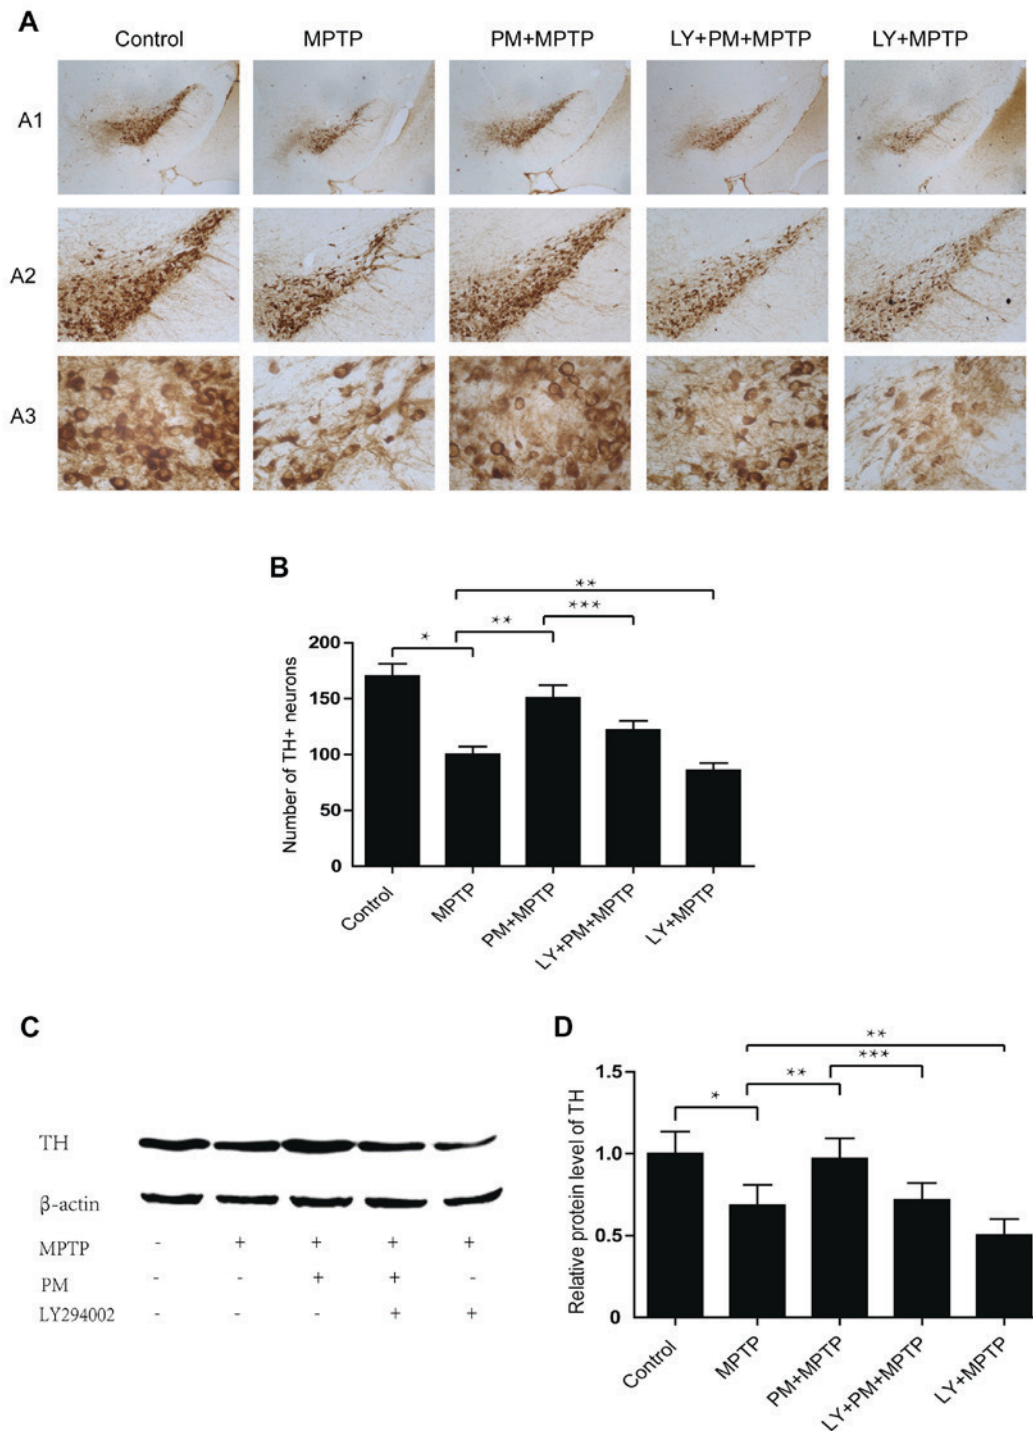 A
Control MPTP PM+MPTP LY+PM+MPTP LY+MPTP
A1
A2
A3
B
**
* ** ***
Number of TH+ neurons
200
150
100
50
0
Control MPTP PM+MPTP LY+PM+MPTP LY+MPTP
C
TH
β-actin
MPTP - + + + +
PM - - + + -
LY294002 - - - + +
D
**
* ** ***
Relative protein level of TH
1.5
1.0
0.5
0
Control MPTP PM+MPTP LY+PM+MPTP LY+MPTP